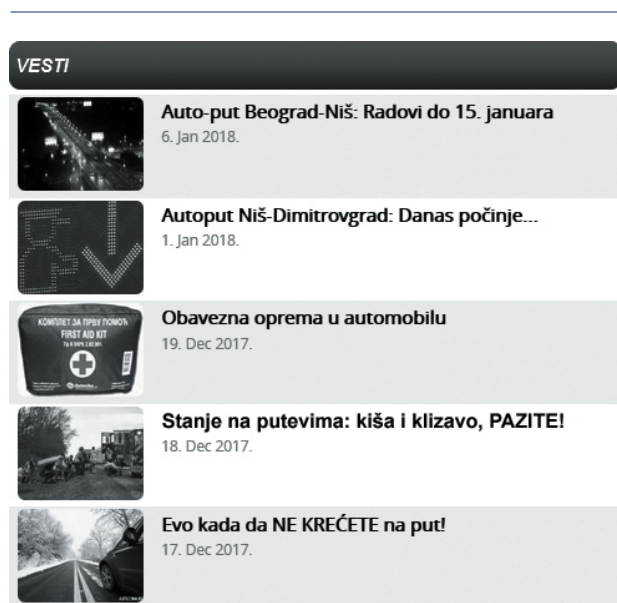 VESTI
Auto-put Beograd-Niš: Radovi do 15. januara
6. Jan 2018.
Autoput Niš-Dimitrovgrad: Danas počinje...
1. Jan 2018.
КОМПЛЕТ ЗА ПРВУ ПОМОЋ
FIRST AID KIT
Obavezna oprema u automobilu
19. Dec 2017.
Stanje na putevima: kiša i klizavo, PAZITE!
18. Dec 2017.
Evo kada da NE KREĆETE na put!
17. Dec 2017.